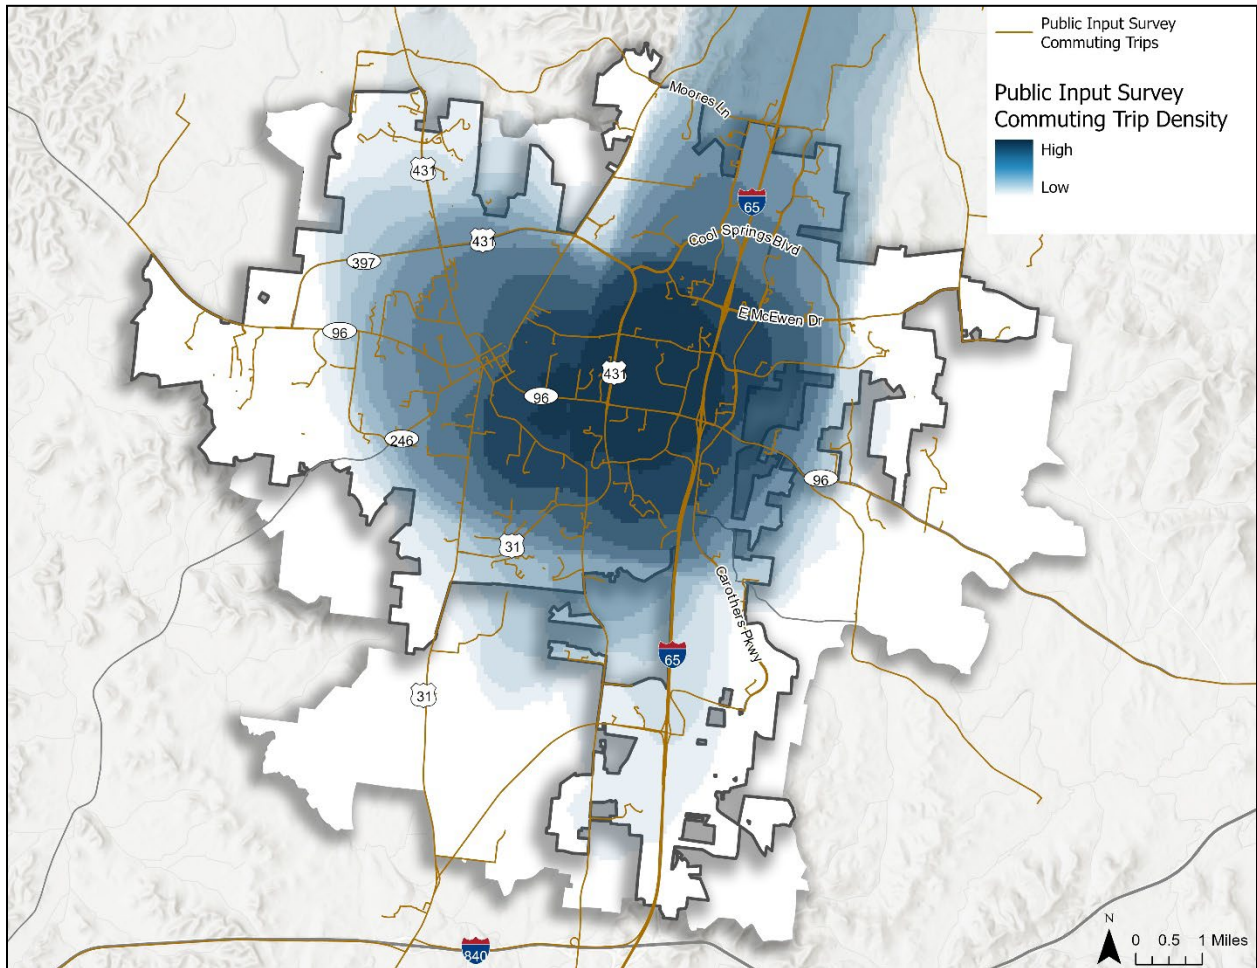 Public Input Survey
Commuting Trips
Public Input Survey
Commuting Trip Density
High
Low
Moores Ln
431
65
Cool Springs Blvd
431
397
E McEwen Dr
96
431
96
246
96
31
Carothers Pkwy
65
31
N
0 0.5 1 Miles
840